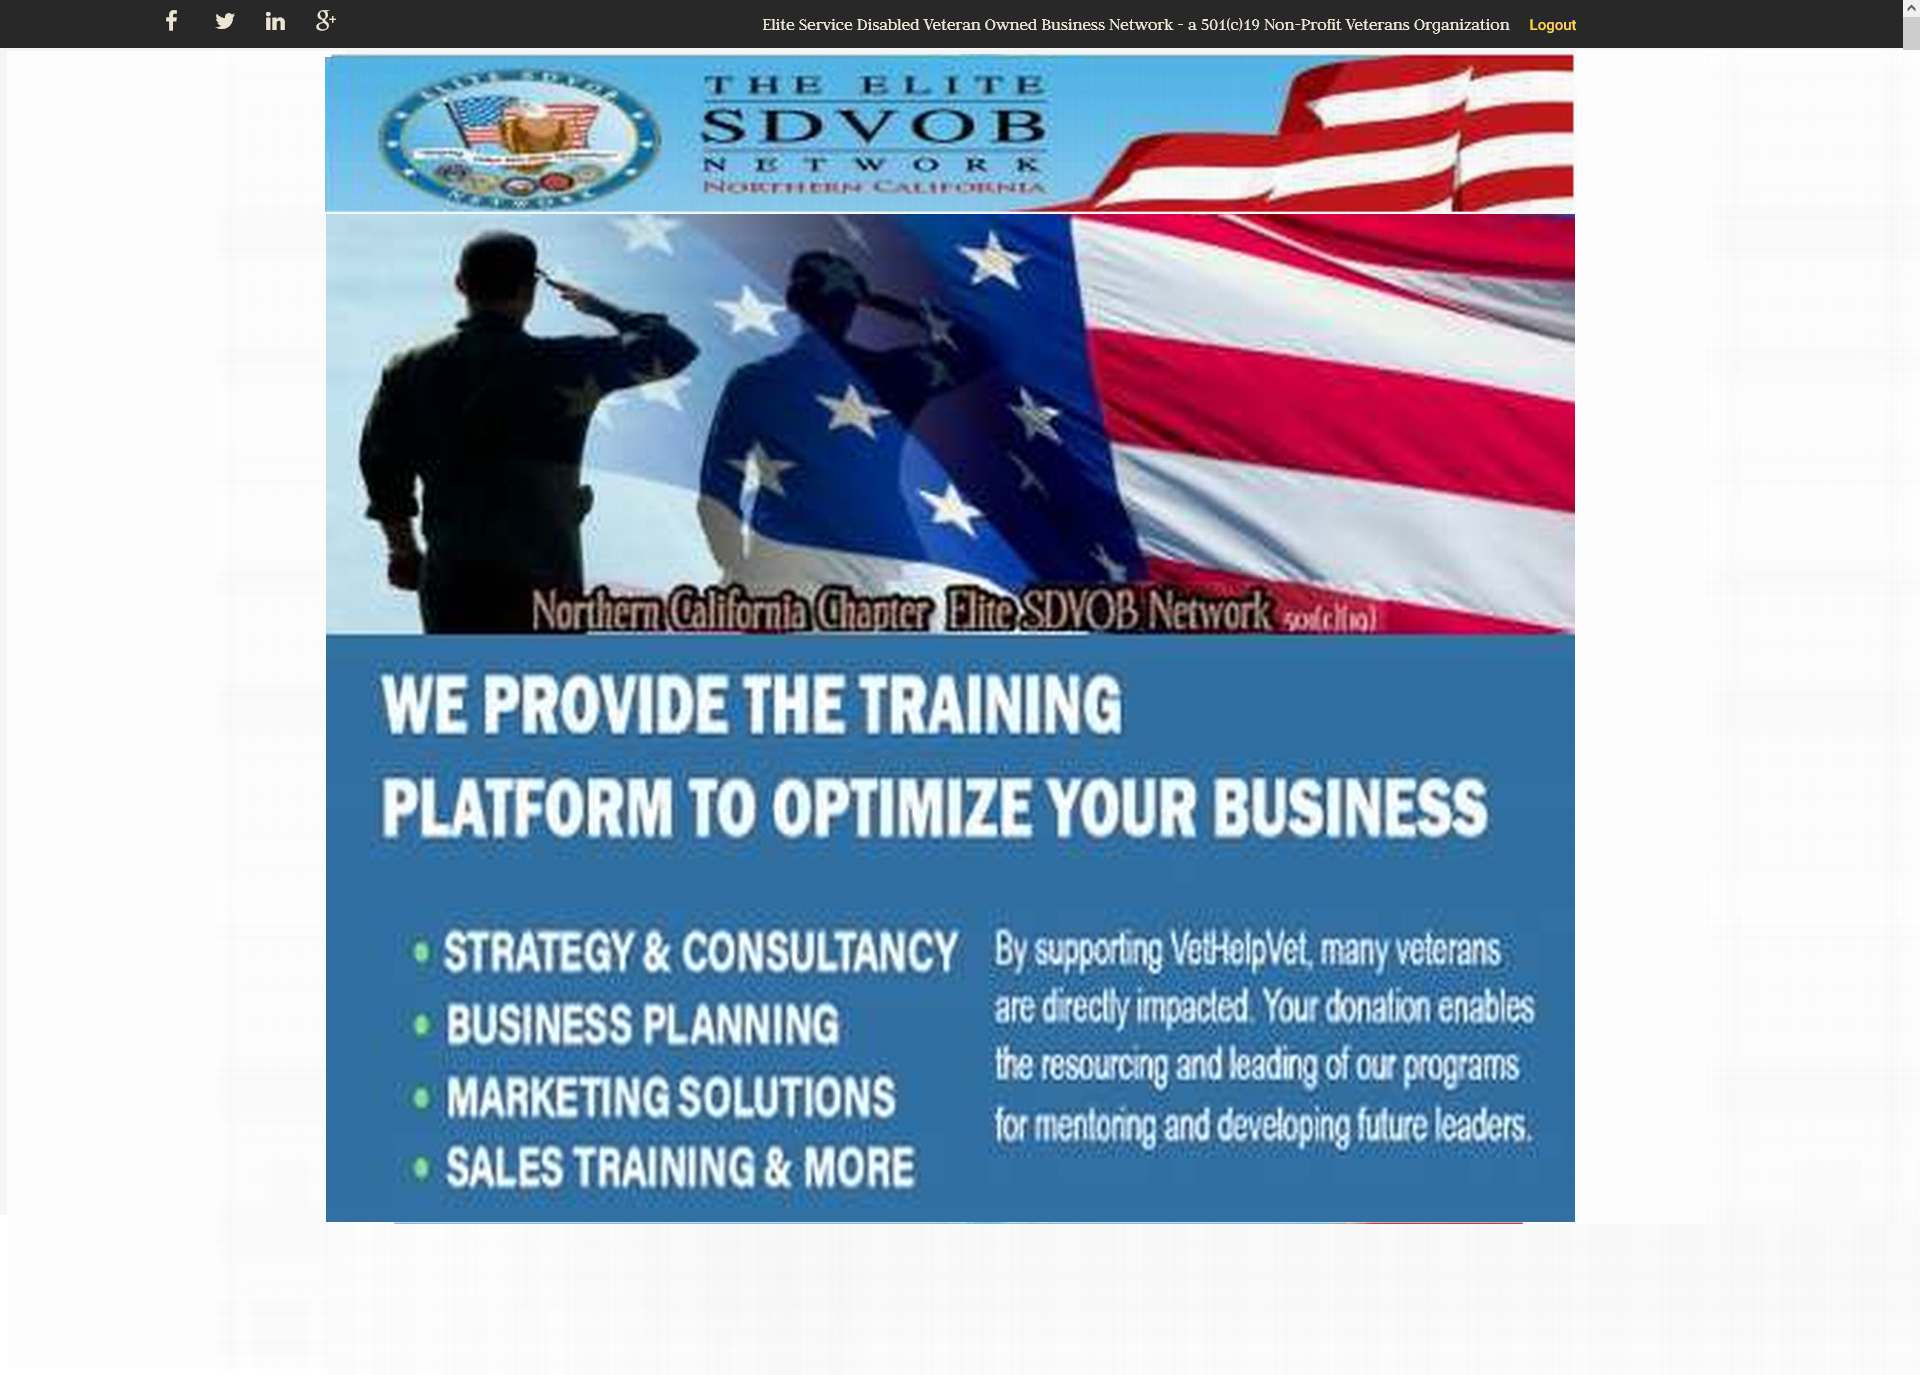 Elite Service Disabled Veteran Owned Business Network - a 501(c)19 Non-Profit Veterans Organization Logout
ELITE SDVOB
NETWORK
THE ELITE
SDVOB
NETWORK
NORTHERN CALIFORNIA
Northern California Chapter Elite SDVOB Network 501(c)(19)
WE PROVIDE THE TRAINING
PLATFORM TO OPTIMIZE YOUR BUSINESS
• STRATEGY & CONSULTANCY
• BUSINESS PLANNING
• MARKETING SOLUTIONS
• SALES TRAINING & MORE
By supporting VetHelpVet, many veterans
are directly impacted. Your donation enables
the resourcing and leading of our programs
for mentoring and developing future leaders.